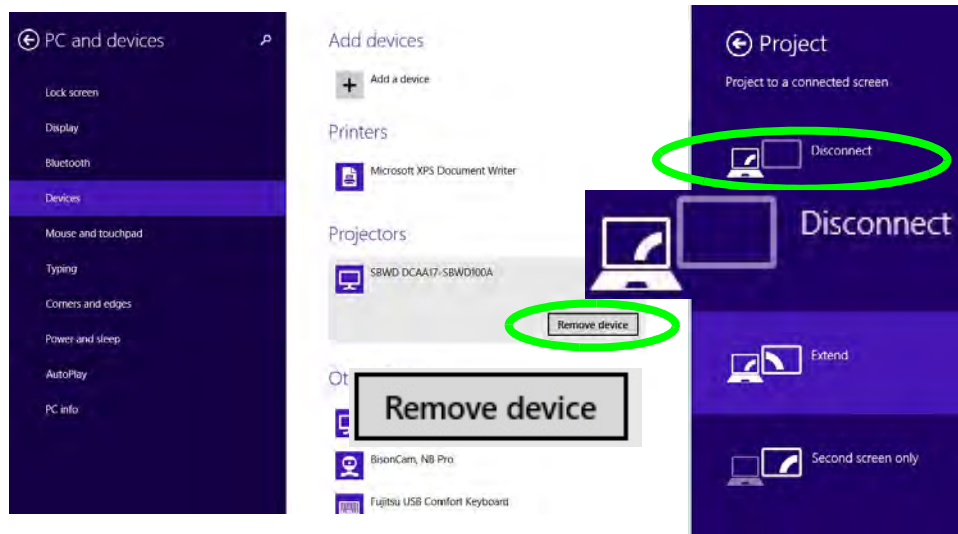 PC and devices
Lock screen
Display
Bluetooth
Devices
Mouse and touchpad
Typing
Corners and edges
Power and sleep
AutoPlay
PC info
Add devices
Add a device
Printers
Microsoft XPS Document Writer
Projectors
SBWD DCAA17-SBWD100A
Remove device
Ot
Remove device
BisonCam, NB Pro
Fujitsu USB Comfort Keyboard
Project
Project to a connected screen
Disconnect
Disconnect
Extend
Second screen only